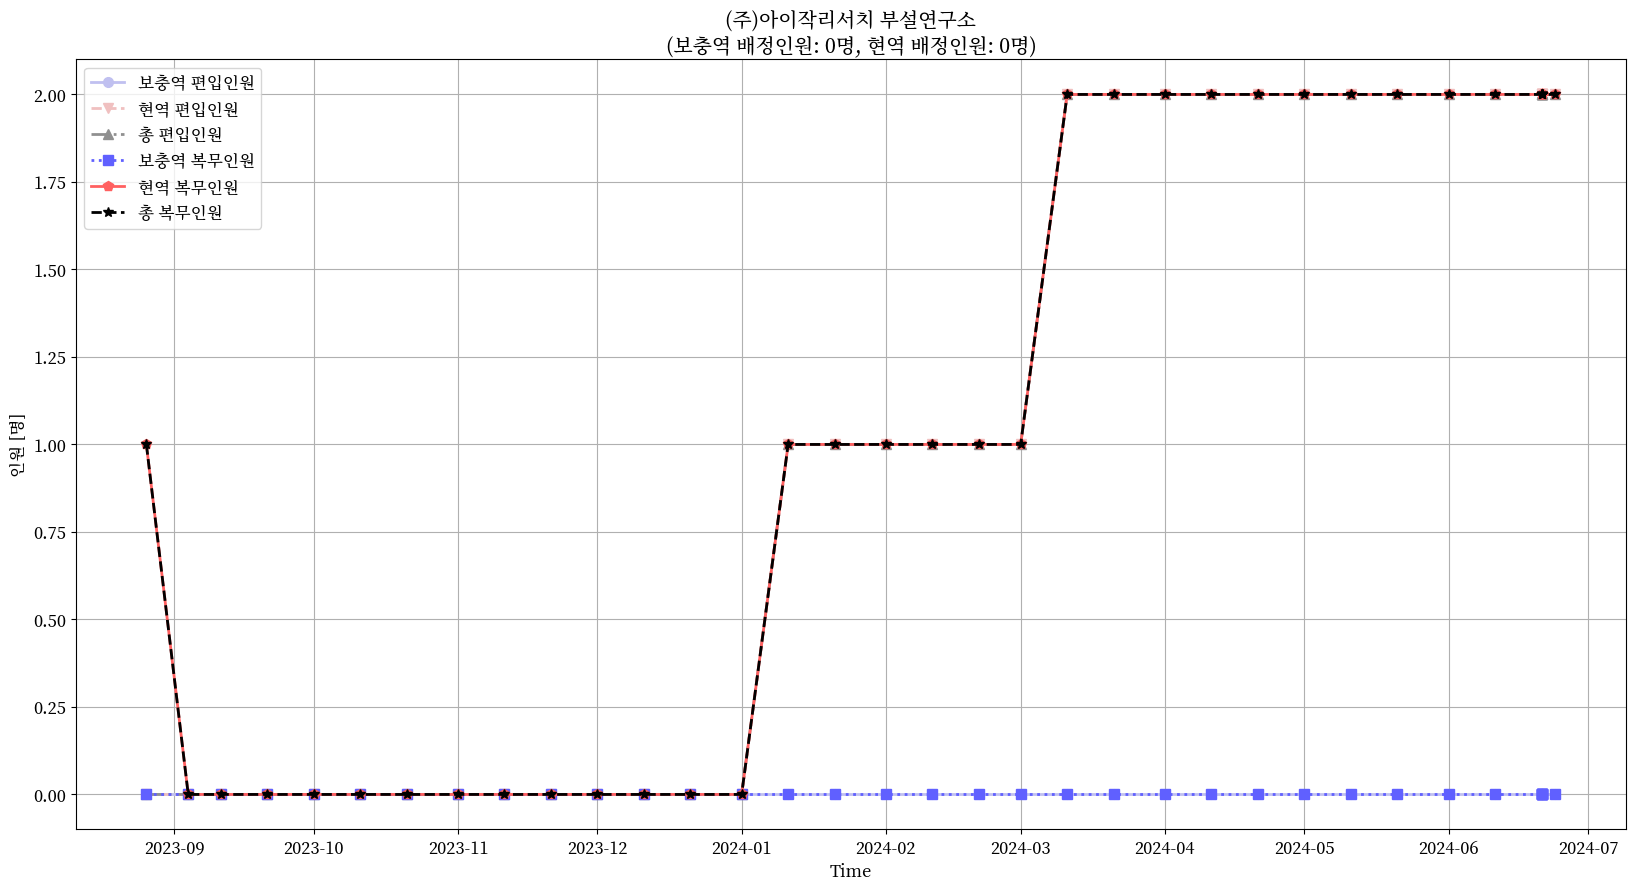 (주)아이작리서치 부설연구소
(보충역 배정인원: 0명, 현역 배정인원: 0명)
보충역 편입인원
현역 편입인원
총 편입인원
보충역 복무인원
현역 복무인원
총 복무인원
2.00
1.75
1.50
1.25
1.00
0.75
0.50
0.25
0.00
인원 [명]
2023-09
2023-10
2023-11
2023-12
2024-01
2024-02
2024-03
2024-04
2024-05
2024-06
2024-07
Time